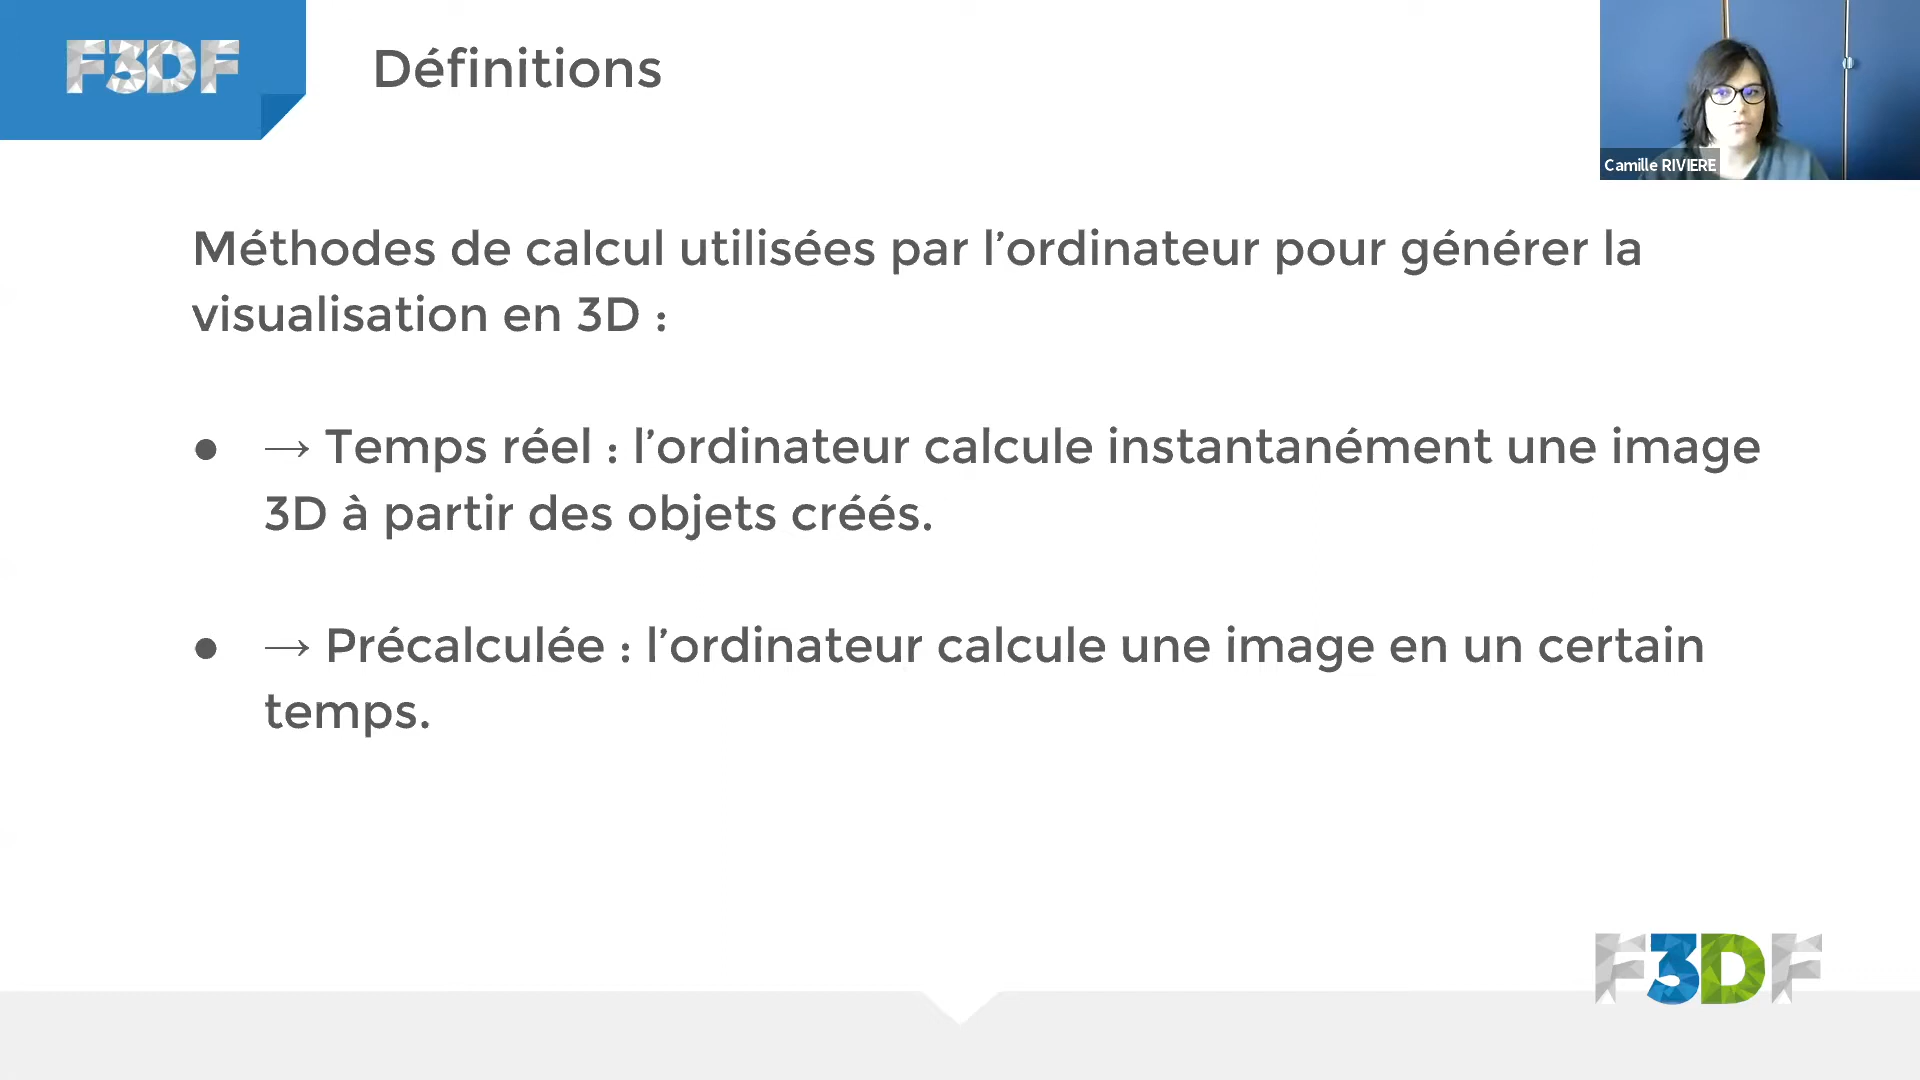 F3DF
Définitions
Camille RIVIERE
Méthodes de calcul utilisées par l’ordinateur pour générer la
visualisation en 3D :
● → Temps réel : l’ordinateur calcule instantanément une image
3D à partir des objets créés.
● → Précalculée : l’ordinateur calcule une image en un certain
temps.
F3DF